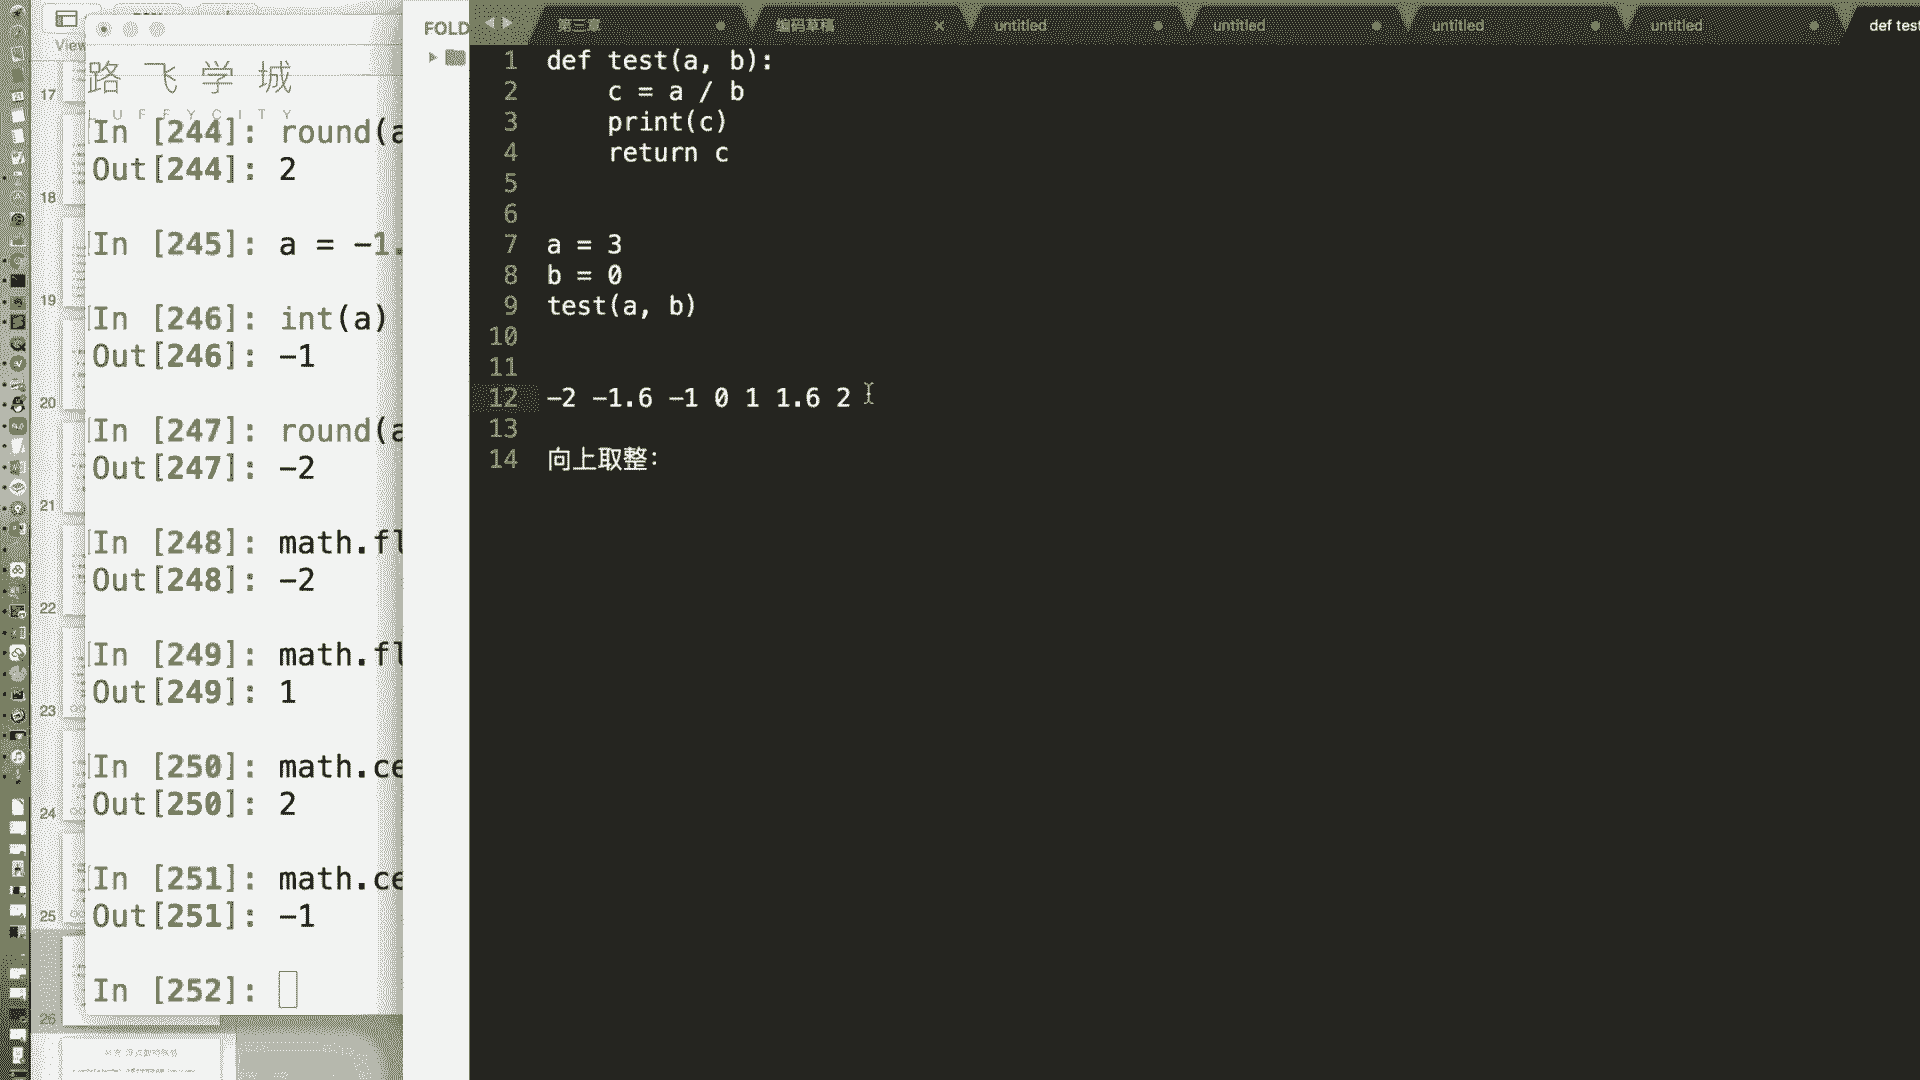 View
路飞学城
LUFFYCITY
17
18
19
20
21
22
23
24
25
26
In [244]: round(a
Out[244]: 2
In [245]: a = -1.
In [246]: int(a)
Out[246]: -1
In [247]: round(a
Out[247]: -2
In [248]: math.fl
Out[248]: -2
In [249]: math.fl
Out[249]: 1
In [250]: math.ce
Out[250]: 2
In [251]: math.ce
Out[251]: -1
In [252]:
FOLD
第三章
编码草稿
untitled
untitled
untitled
untitled
def test
1 def test(a, b):
2     c = a / b
3     print(c)
4     return c
5
6
7 a = 3
8 b = 0
9 test(a, b)
10
11
12 -2 -1.6 -1 0 1 1.6 2
13
14 向上取整：